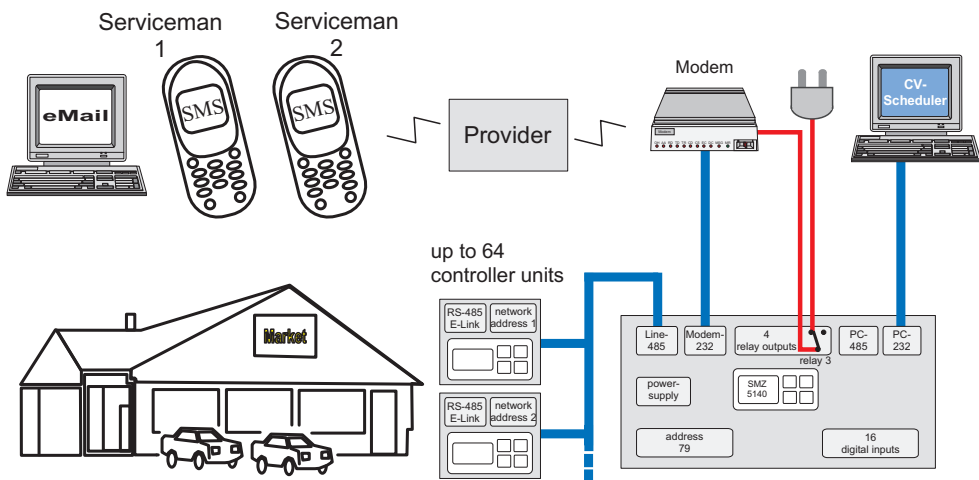 Serviceman
1
Serviceman
2
eMail
SMS
SMS
Provider
Modem
CV-
Scheduler
up to 64
controller units
RS-485
E-Link
network
address 1
RS-485
E-Link
network
address 2
Market
Line-
485
Modem-
232
4
relay outputs
relay 3
PC-
485
PC-
232
power-
supply
SMZ
5140
address
79
16
digital inputs